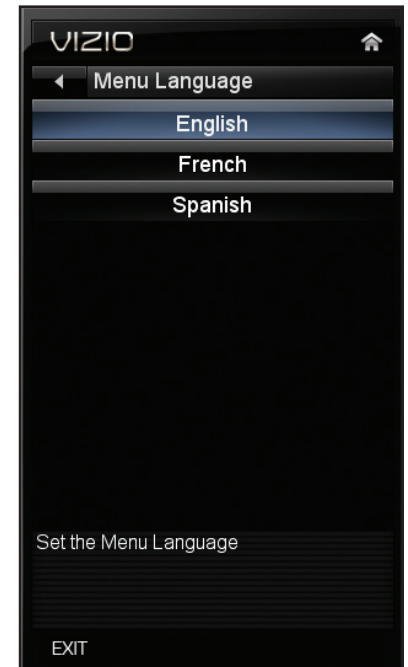 VIZIO
Menu Language
English
French
Spanish
Set the Menu Language
EXIT